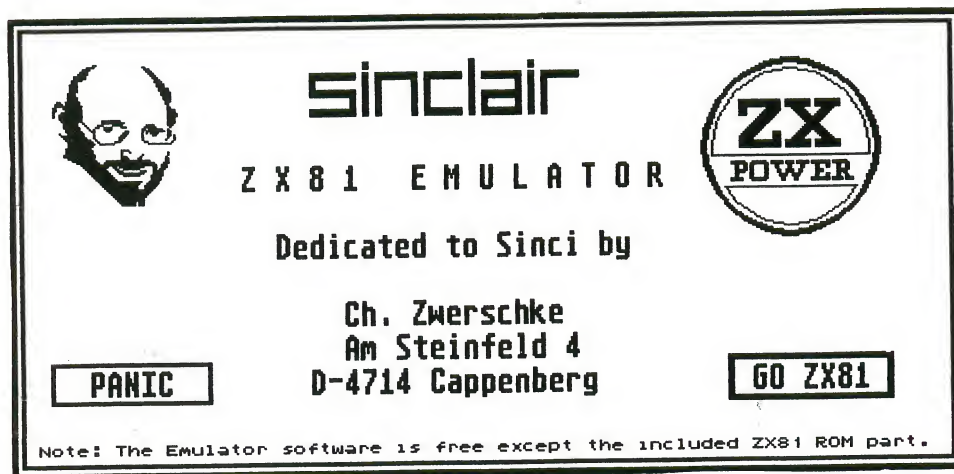 sinclair
ZX
POWER
ZX81 EMULATOR
Dedicated to Sinci by
Ch. Zwerschke
Am Steinfeld 4
D-4714 Cappenberg
PANIC
GO ZX81
Note: The Emulator software is free except the included ZX81 ROM part.